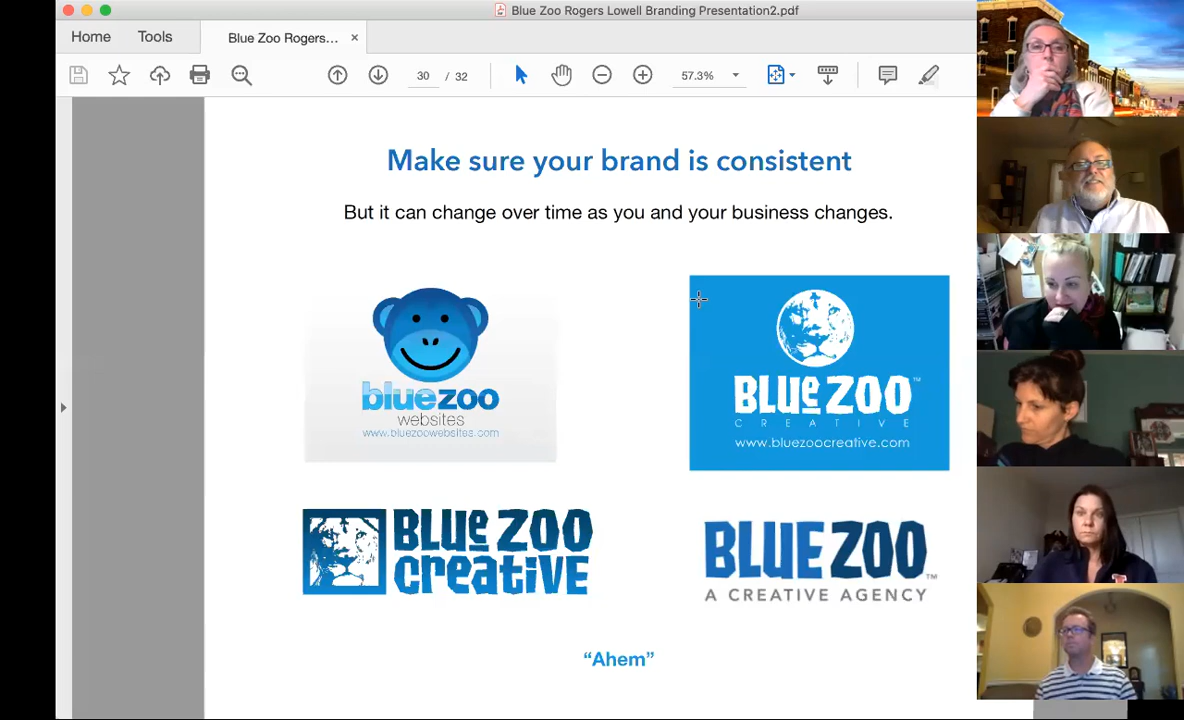 Blue Zoo Rogers Lowell Branding Presentation2.pdf
Home Tools Blue Zoo Rogers... ×
30 / 32 57.3%
Make sure your brand is consistent
But it can change over time as you and your business changes.
bluezoo
websites
www.bluezoowebsites.com
BLUE ZOO™
CREATIVE
www.bluezoocreative.com
BLUE ZOO
CREATIVE
BLUE ZOO™
A CREATIVE AGENCY
“Ahem”